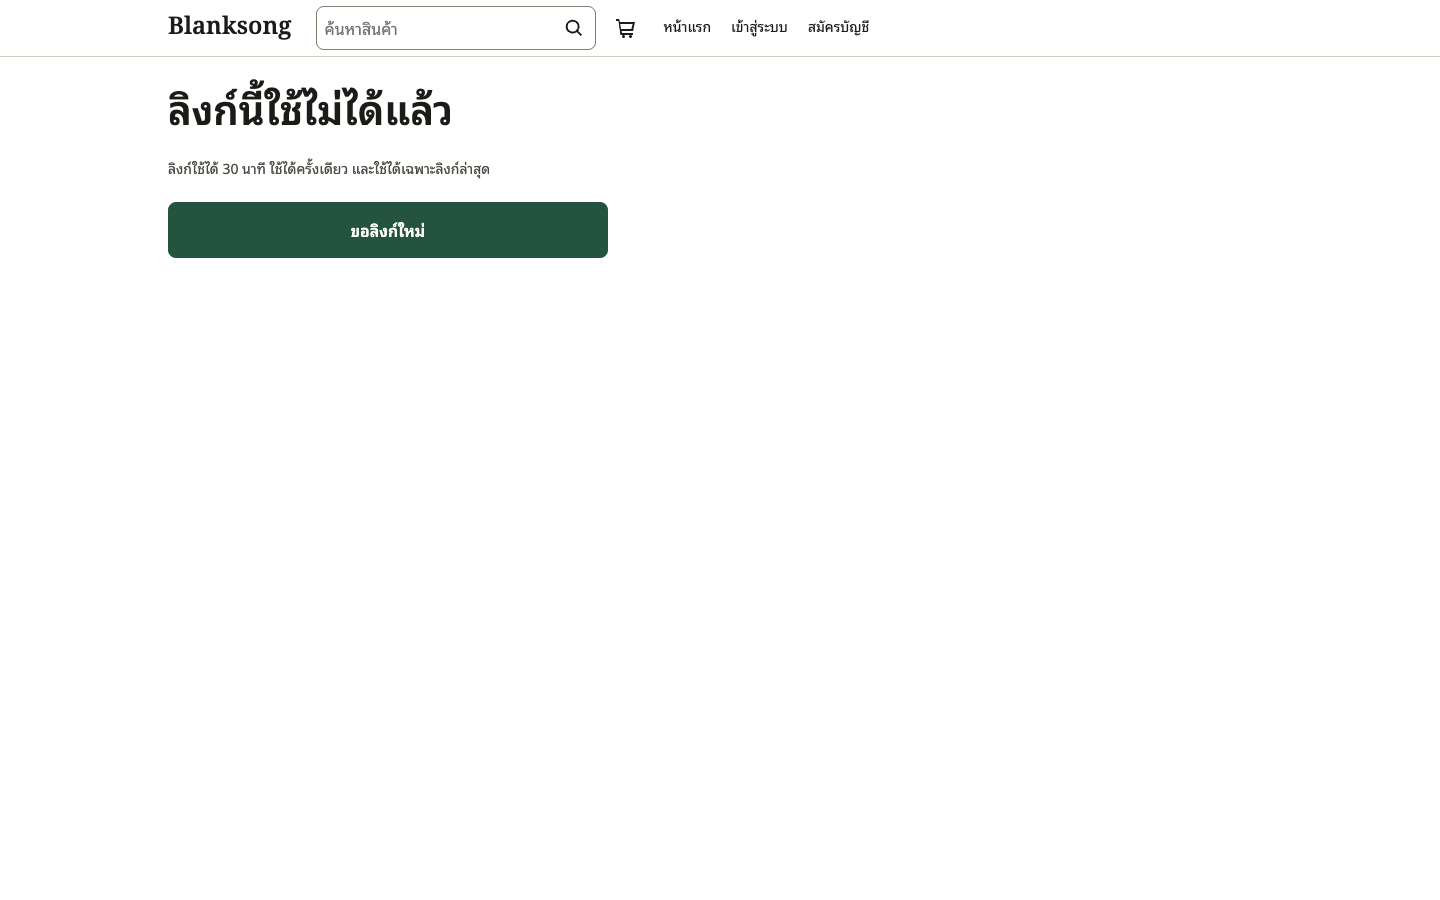 Blanksong
ค้นหาสินค้า
หน้าแรก
เข้าสู่ระบบ
สมัครบัญชี
ลิงก์นี้ใช้ไม่ได้แล้ว
ลิงก์ใช้ได้ 30 นาที ใช้ได้ครั้งเดียว และใช้ได้เฉพาะลิงก์ล่าสุด
ขอลิงก์ใหม่